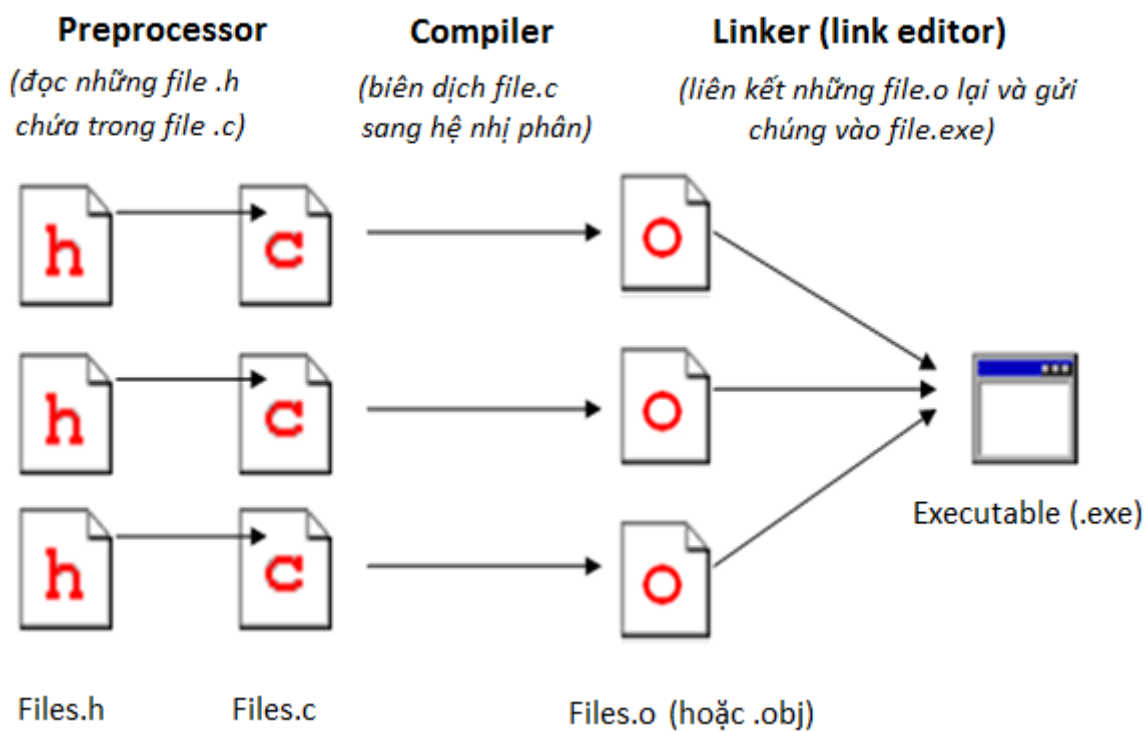 Preprocessor
(đọc những file .h
chứa trong file .c)
Compiler
(biên dịch file.c
sang hệ nhị phân)
Linker (link editor)
(liên kết những file.o lại và gửi
chúng vào file.exe)
h
c
o
h
c
o
h
c
o
Executable (.exe)
Files.h
Files.c
Files.o (hoặc .obj)